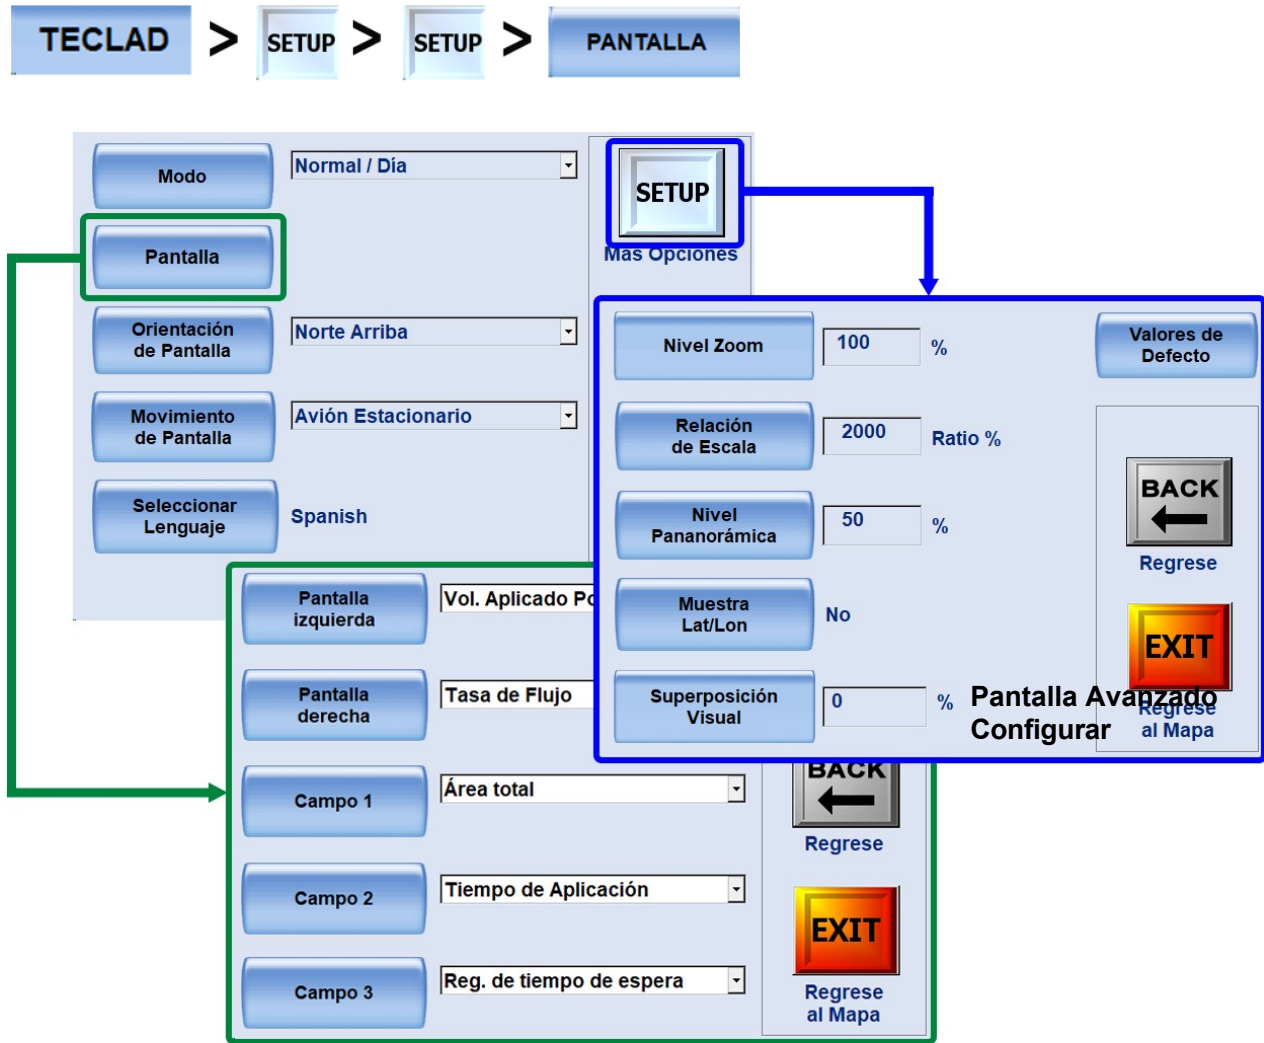 TECLAD > SETUP > SETUP > PANTALLA
Modo
Normal / Día
SETUP
Mas Opciones
Pantalla
Orientación
de Pantalla
Norte Arriba
Movimiento
de Pantalla
Avión Estacionario
Seleccionar
Lenguaje
Spanish
Nivel Zoom
100 %
Valores de
Defecto
Relación
de Escala
2000 Ratio %
Nivel
Pananorámica
50 %
BACK
Regrese
Muestra
Lat/Lon
No
EXIT
Regrese
al Mapa
Superposición
Visual
0 %
Pantalla Avanzado
Configurar
Pantalla
izquierda
Vol. Aplicado Po
Pantalla
derecha
Tasa de Flujo
Campo 1
Área total
BACK
Regrese
Campo 2
Tiempo de Aplicación
EXIT
Regrese
al Mapa
Campo 3
Reg. de tiempo de espera